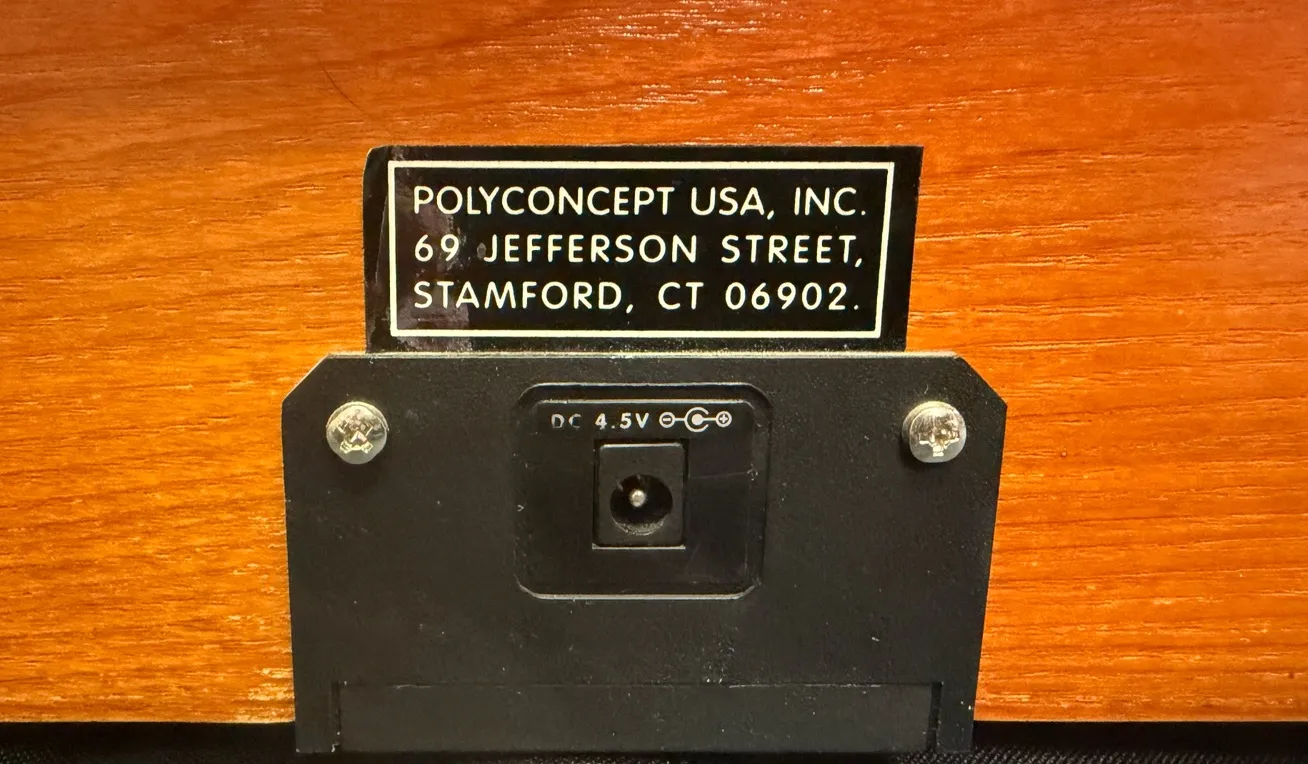 POLYCONCEPT USA, INC.
69 JEFFERSON STREET,
STAMFORD, CT 06902.
DC 4.5V